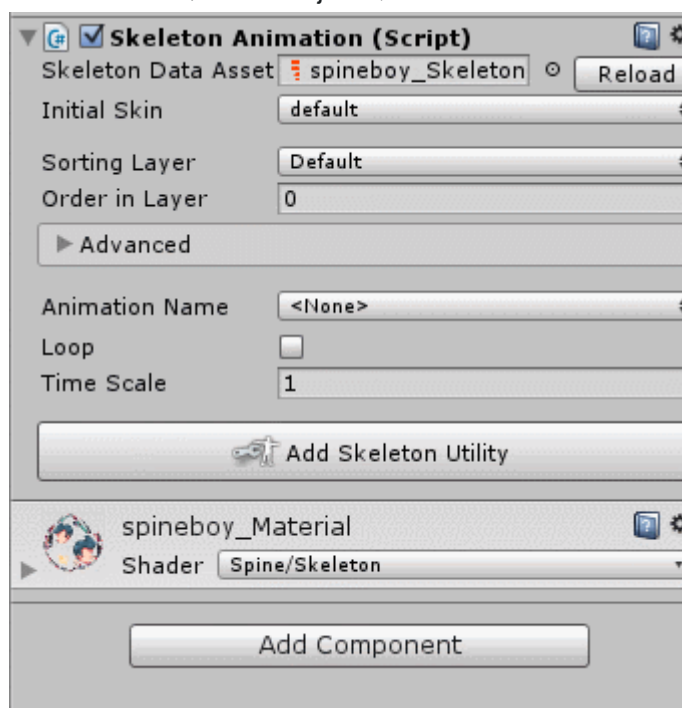 Skeleton Animation (Script)
Skeleton Data Asset spineboy_Skeleton Reload
Initial Skin default
Sorting Layer Default
Order in Layer 0
Advanced
Animation Name <None>
Loop
Time Scale 1
Add Skeleton Utility
spineboy_Material
Shader Spine/Skeleton
Add Component